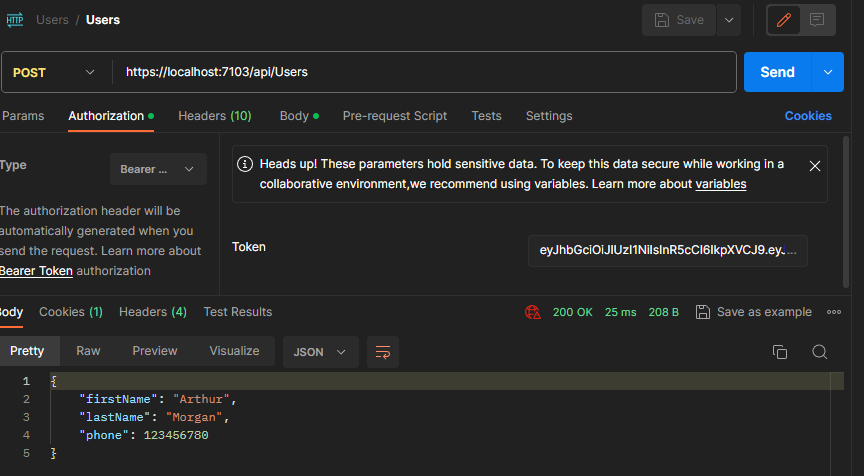 HTTP Users / Users
Save
POST https://localhost:7103/api/Users
Send
Params Authorization Headers (10) Body Pre-request Script Tests Settings Cookies
Type
Bearer ...
Heads up! These parameters hold sensitive data. To keep this data secure while working in a
collaborative environment,we recommend using variables. Learn more about variables
The authorization header will be
automatically generated when you
send the request. Learn more about
Bearer Token authorization
Token
eyJhbGciOiJIUzI1NiIsInR5cCI6IkpXVCJ9.eyJ...
Body Cookies (1) Headers (4) Test Results 200 OK 25 ms 208 B Save as example
Pretty Raw Preview Visualize JSON
1 {
2 "firstName": "Arthur",
3 "lastName": "Morgan",
4 "phone": 123456780
5 }